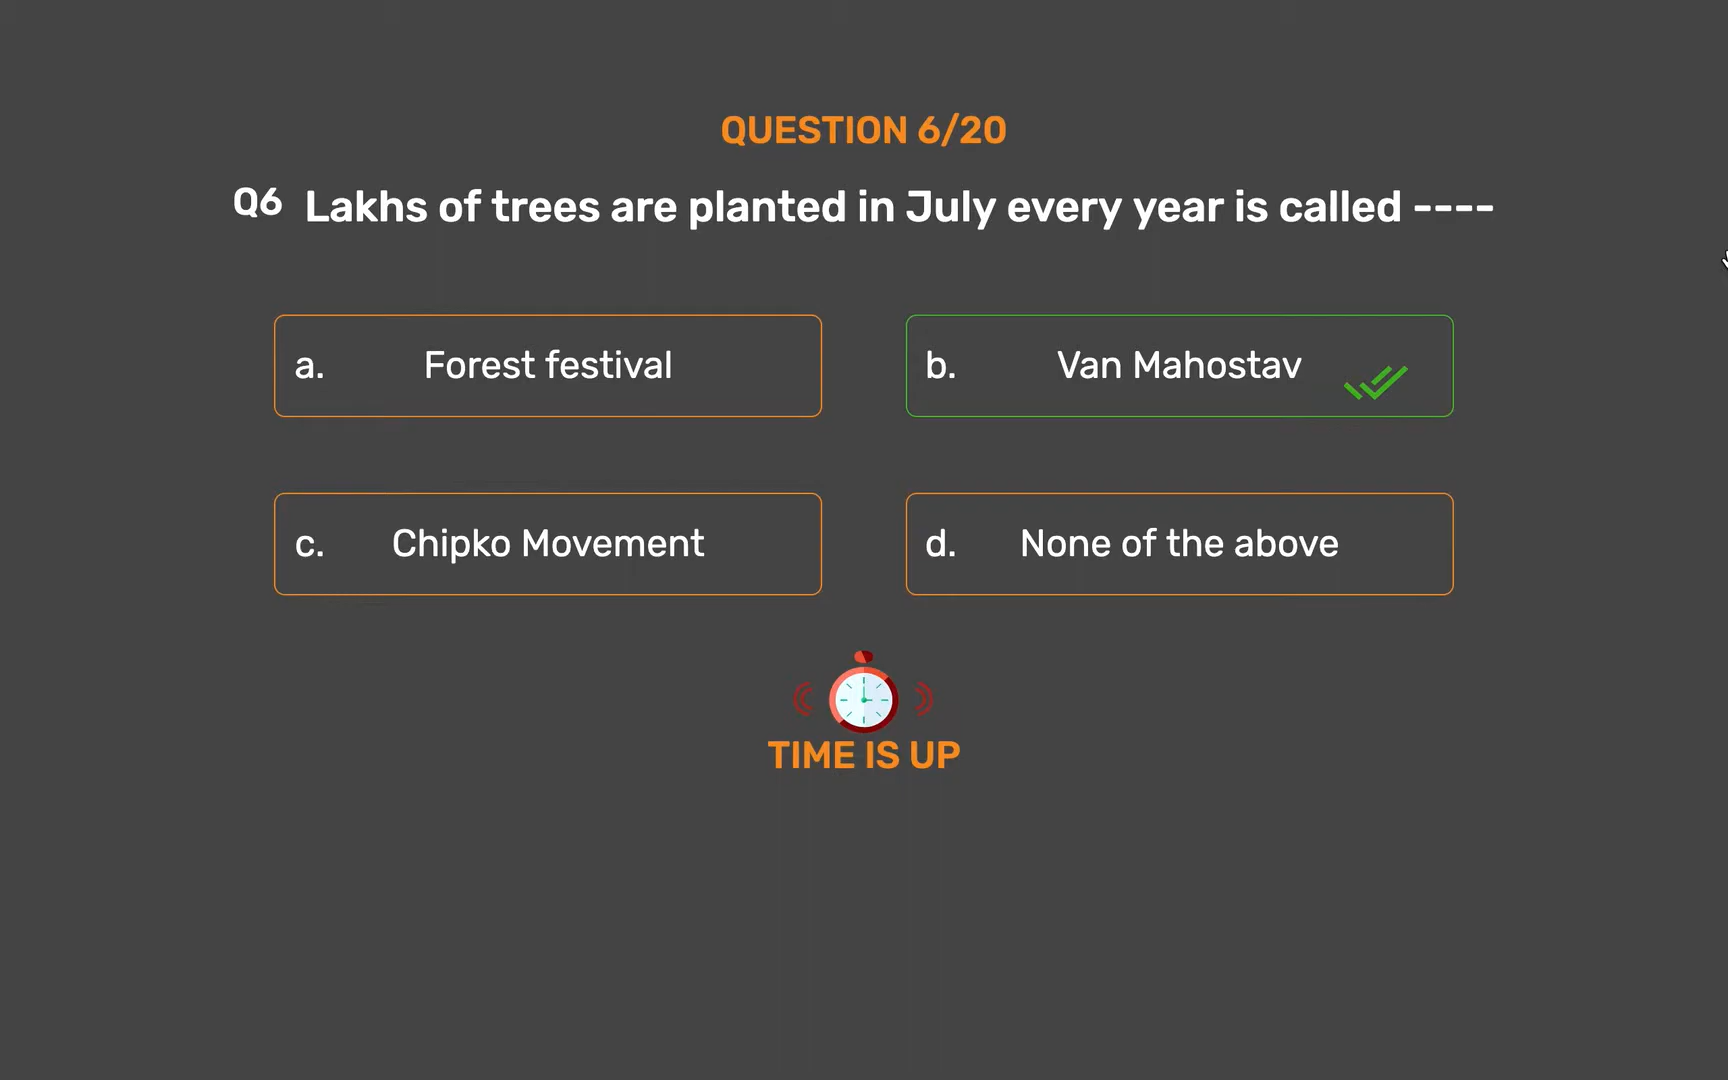 QUESTION 6/20
Q6 Lakhs of trees are planted in July every year is called ----
a. Forest festival
b. Van Mahostav
c. Chipko Movement
d. None of the above
TIME IS UP